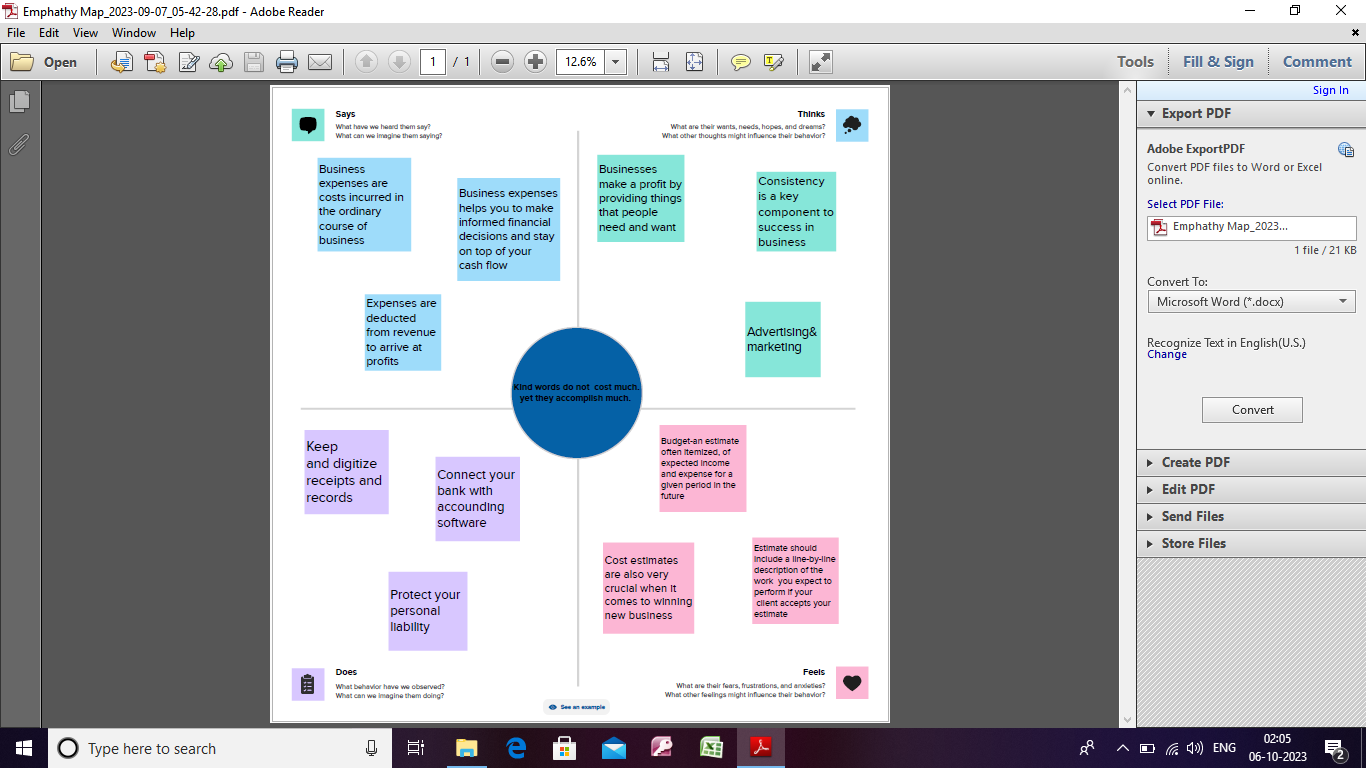 Emphathy Map_2023-09-07_05-42-28.pdf - Adobe Reader
File Edit View Window Help
Open
1 / 1
12.6%
Tools Fill & Sign Comment
Sign In
Export PDF
Adobe ExportPDF
Convert PDF files to Word or Excel
online.
Select PDF File:
Emphathy Map_2023...
1 file / 21 KB
Convert To:
Microsoft Word (*.docx)
Recognize Text in English(U.S.)
Change
Convert
Create PDF
Edit PDF
Send Files
Store Files
Says
What have we heard them say?
What can we imagine them saying?
Business
expenses are
costs incurred in
the ordinary
course of
business
Business expenses
helps you to make
informed financial
decisions and stay
on top of your
cash flow
Expenses are
deducted
from revenue
to arrive at
profits
Thinks
What are their wants, needs, hopes, and dreams?
What other thoughts might influence their behavior?
Businesses
make a profit by
providing things
that people
need and want
Consistency
is a key
component to
success in
business
Advertising&
marketing
Kind words do not cost much.
yet they accomplish much.
Keep
and digitize
receipts and
records
Connect your
bank with
accounding
software
Protect your
personal
liability
Does
What behavior have we observed?
What can we imagine them doing?
Budget-an estimate
often itemized, of
expected income
and expense for a
given period in the
future
Cost estimates
are also very
crucial when it
comes to winning
new business
Estimate should
include a line-by-line
description of the
work you expect to
perform if your
client accepts your
estimate
Feels
What are their fears, frustrations, and anxieties?
What other feelings might influence their behavior?
See an example
Type here to search
ENG
02:05
06-10-2023
2